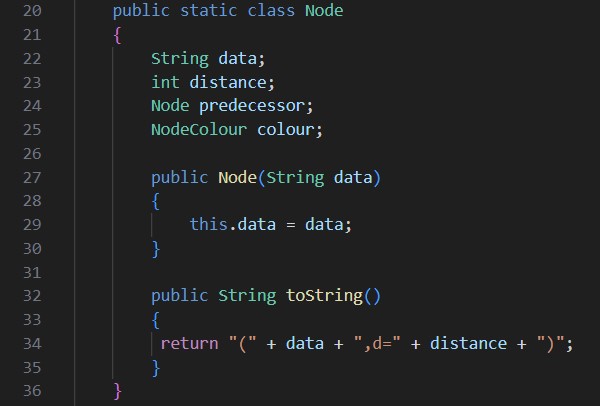 20 public static class Node
21 {
22 String data;
23 int distance;
24 Node predecessor;
25 NodeColour colour;
26
27 public Node(String data)
28 {
29 this.data = data;
30 }
31
32 public String toString()
33 {
34 return "(" + data + ",d=" + distance + ")";
35 }
36 }